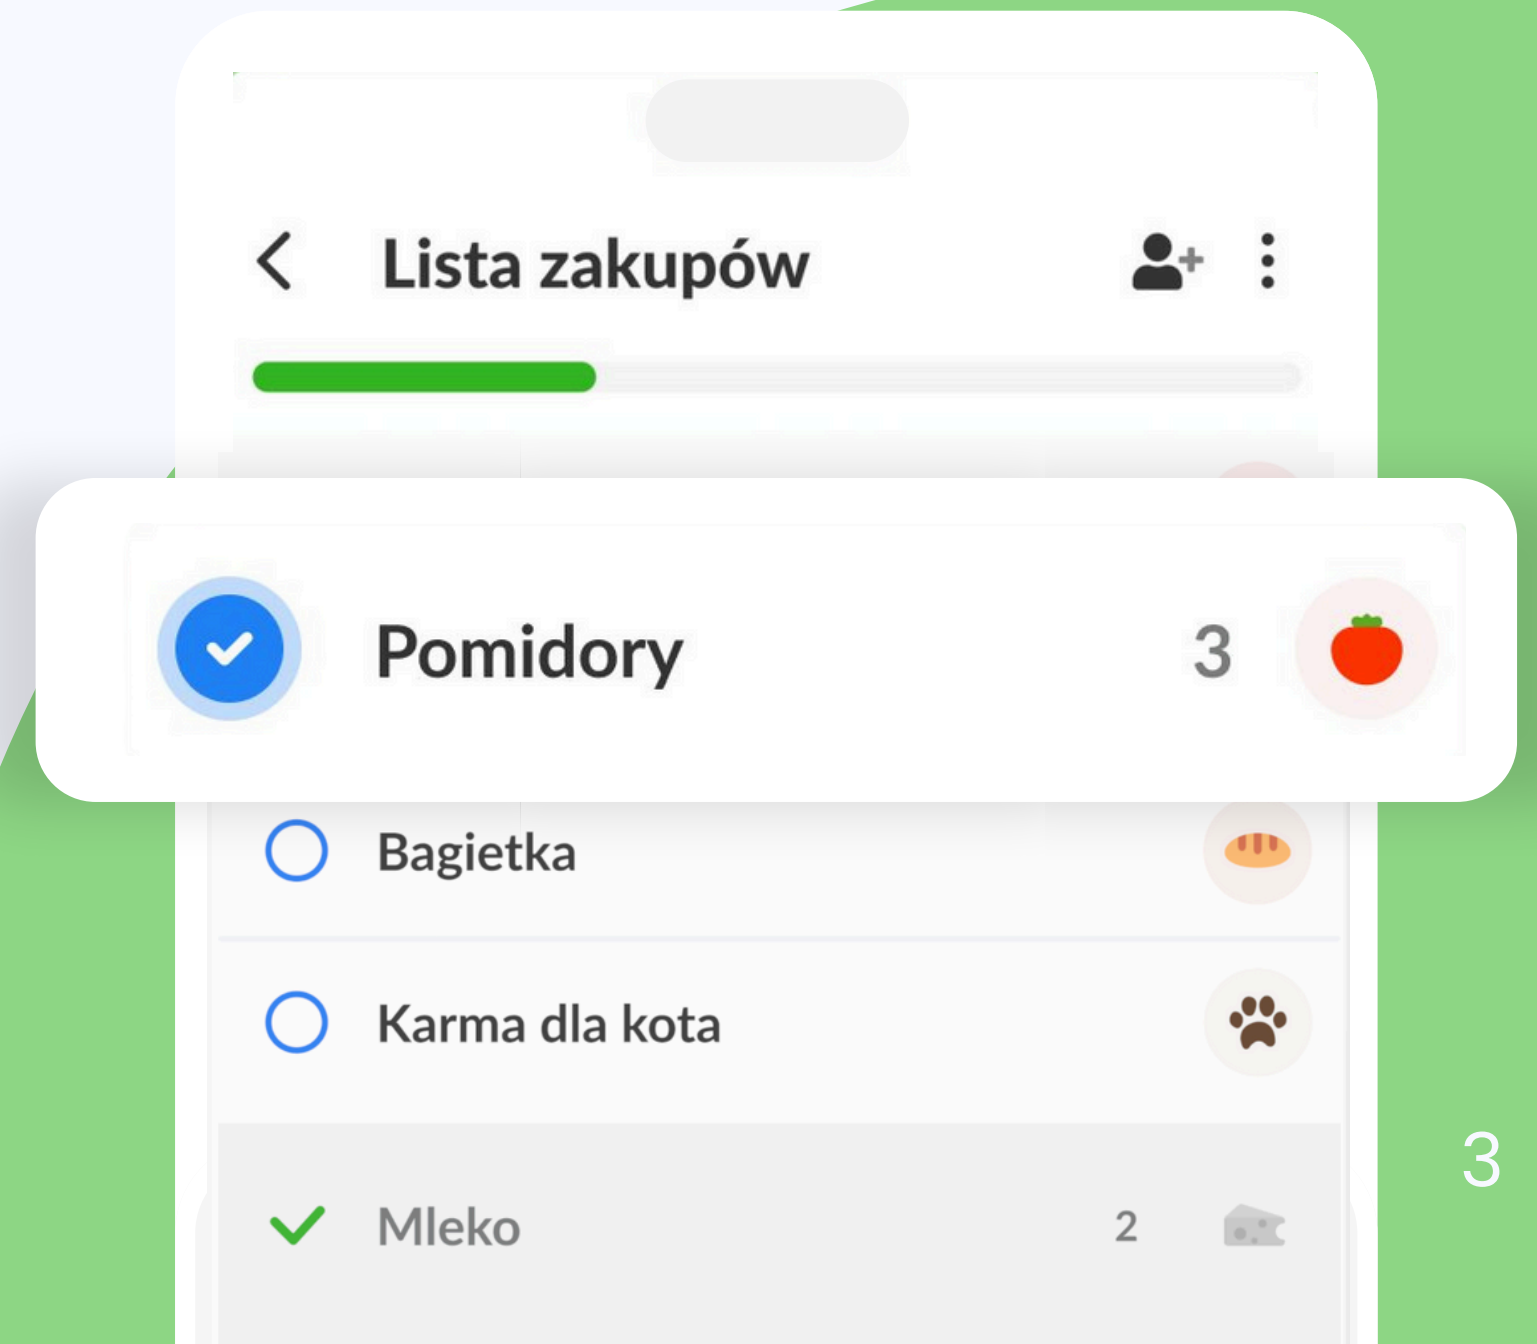 Lista zakupów
Pomidory 3
Bagietka
Karma dla kota
3
Mleko 2